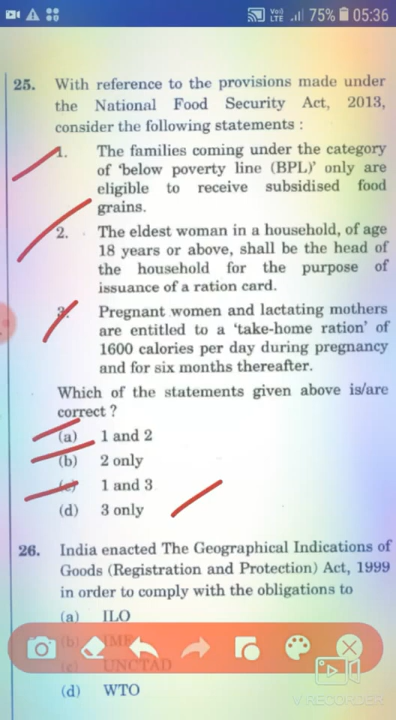 75% 05:36
25. With reference to the provisions made under
the National Food Security Act, 2013,
consider the following statements :
1. The families coming under the category
of 'below poverty line (BPL)' only are
eligible to receive subsidised food
grains.
2. The eldest woman in a household, of age
18 years or above, shall be the head of
the household for the purpose of
issuance of a ration card.
3. Pregnant women and lactating mothers
are entitled to a 'take-home ration' of
1600 calories per day during pregnancy
and for six months thereafter.
Which of the statements given above is/are
correct ?
(a) 1 and 2
(b) 2 only
(c) 1 and 3
(d) 3 only
26. India enacted The Geographical Indications of
Goods (Registration and Protection) Act, 1999
in order to comply with the obligations to
(a) ILO
(b) IMF
(c) UNCTAD
(d) WTO
V RECORDER